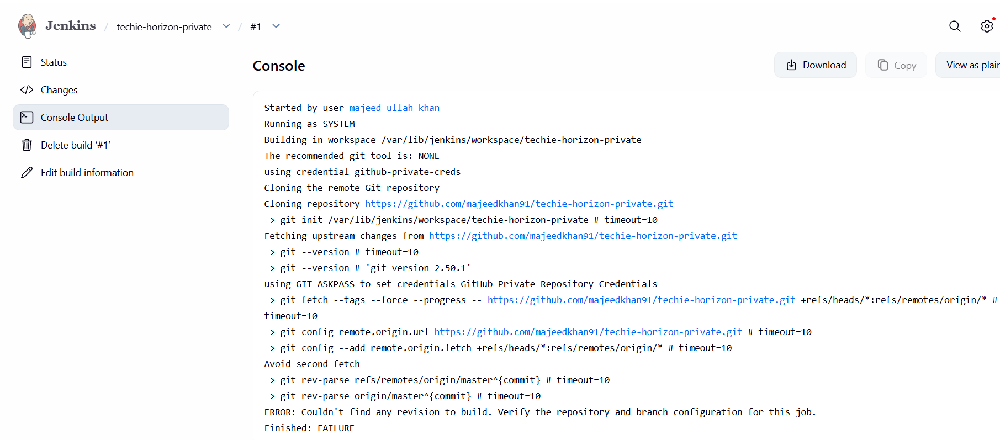 Jenkins / techie-horizon-private / #1
Status
Changes
Console Output
Delete build ‘#1’
Edit build information
Console
Download
Copy
View as plain
Started by user majeed ullah khan
Running as SYSTEM
Building in workspace /var/lib/jenkins/workspace/techie-horizon-private
The recommended git tool is: NONE
using credential github-private-creds
Cloning the remote Git repository
Cloning repository https://github.com/majeedkhan91/techie-horizon-private.git
> git init /var/lib/jenkins/workspace/techie-horizon-private # timeout=10
Fetching upstream changes from https://github.com/majeedkhan91/techie-horizon-private.git
> git --version # timeout=10
> git --version # 'git version 2.50.1'
using GIT_ASKPASS to set credentials GitHub Private Repository Credentials
> git fetch --tags --force --progress -- https://github.com/majeedkhan91/techie-horizon-private.git +refs/heads/*:refs/remotes/origin/* #
timeout=10
> git config remote.origin.url https://github.com/majeedkhan91/techie-horizon-private.git # timeout=10
> git config --add remote.origin.fetch +refs/heads/*:refs/remotes/origin/* # timeout=10
Avoid second fetch
> git rev-parse refs/remotes/origin/master^{commit} # timeout=10
> git rev-parse origin/master^{commit} # timeout=10
ERROR: Couldn't find any revision to build. Verify the repository and branch configuration for this job.
Finished: FAILURE